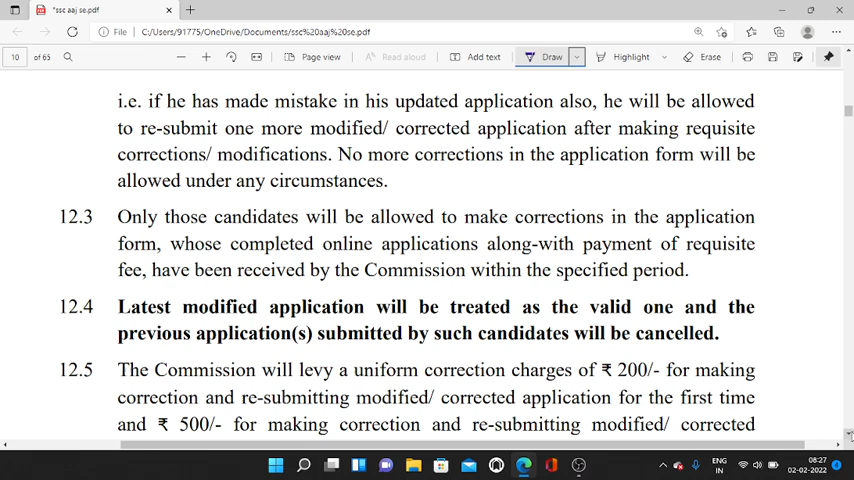 *ssc aaj se.pdf
File C:/Users/91775/OneDrive/Documents/ssc%20aaj%20se.pdf
10 of 65 Page view Read aloud Add text Draw Highlight Erase
i.e. if he has made mistake in his updated application also, he will be allowed
to re-submit one more modified/ corrected application after making requisite
corrections/ modifications. No more corrections in the application form will be
allowed under any circumstances.
12.3 Only those candidates will be allowed to make corrections in the application
form, whose completed online applications along-with payment of requisite
fee, have been received by the Commission within the specified period.
12.4 Latest modified application will be treated as the valid one and the
previous application(s) submitted by such candidates will be cancelled.
12.5 The Commission will levy a uniform correction charges of ₹ 200/- for making
correction and re-submitting modified/ corrected application for the first time
and ₹ 500/- for making correction and re-submitting modified/ corrected
ENG 08:27
IN 02-02-2022 4